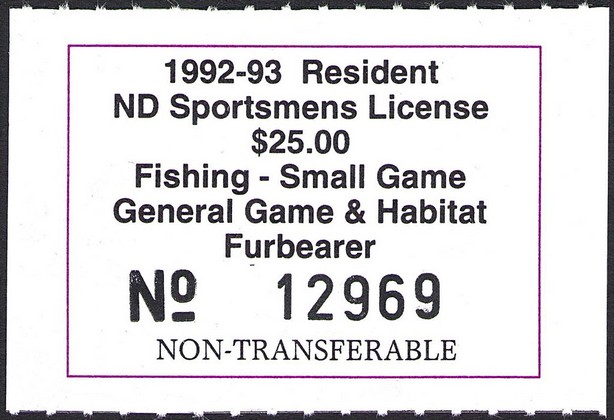 1992-93 Resident
ND Sportsmens License
$25.00
Fishing - Small Game
General Game & Habitat
Furbearer
No 12969
NON-TRANSFERABLE